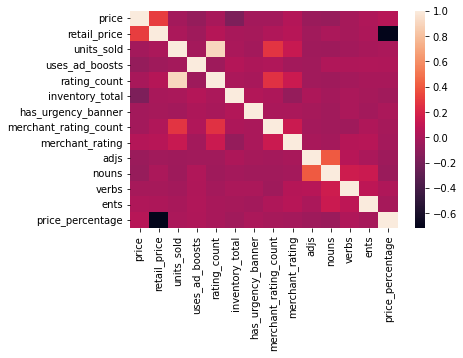 price
retail_price
units_sold
uses_ad_boosts
rating_count
inventory_total
has_urgency_banner
merchant_rating_count
merchant_rating
adjs
nouns
verbs
ents
price_percentage
price
retail_price
units_sold
uses_ad_boosts
rating_count
inventory_total
has_urgency_banner
merchant_rating_count
merchant_rating
adjs
nouns
verbs
ents
price_percentage
1.0
0.8
0.6
0.4
0.2
0.0
−0.2
−0.4
−0.6